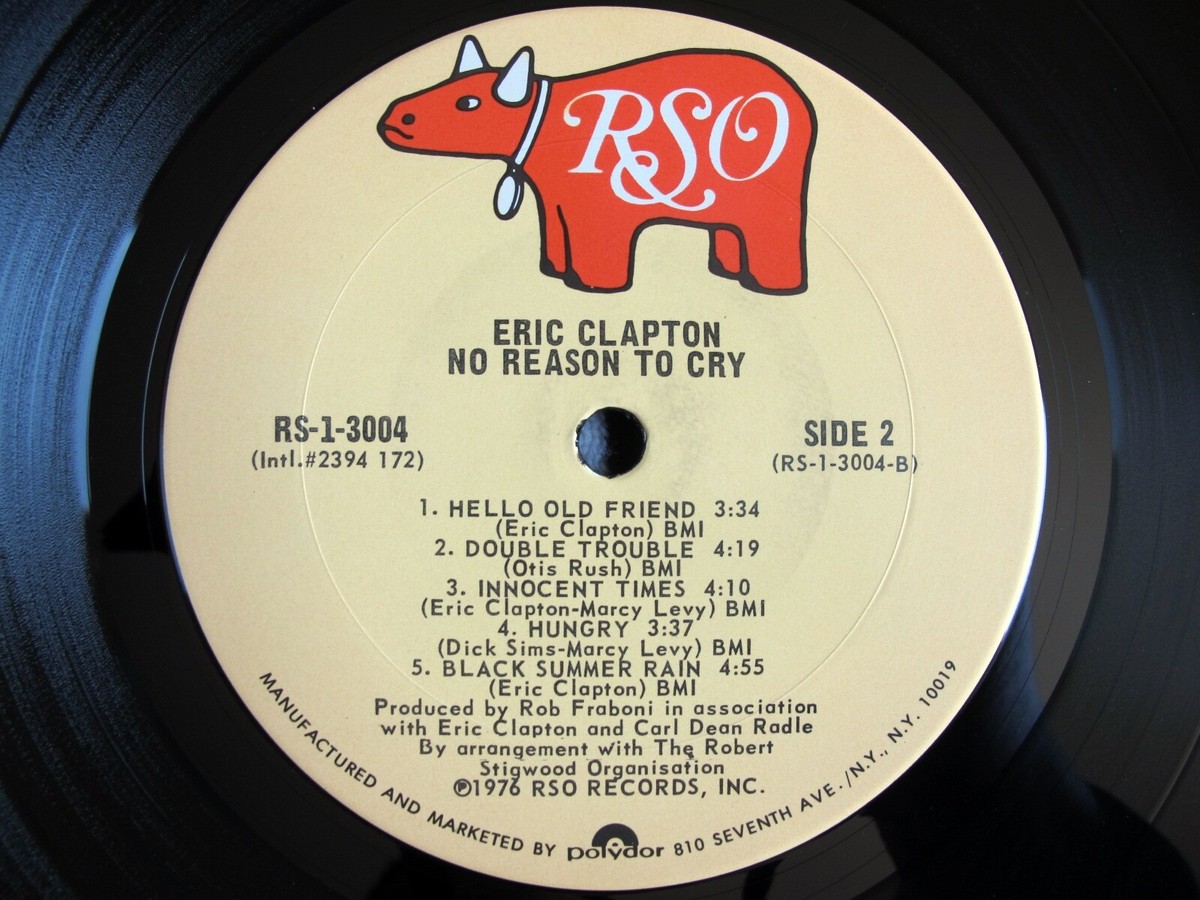 RSO
ERIC CLAPTON
NO REASON TO CRY
RS-1-3004
(Intl.#2394 172)
SIDE 2
(RS-1-3004-B)
1. HELLO OLD FRIEND 3:34
(Eric Clapton) BMI
2. DOUBLE TROUBLE 4:19
(Otis Rush) BMI
3. INNOCENT TIMES 4:10
(Eric Clapton-Marcy Levy) BMI
4. HUNGRY 3:37
(Dick Sims-Marcy Levy) BMI
5. BLACK SUMMER RAIN 4:55
(Eric Clapton) BMI
Produced by Rob Fraboni in association
with Eric Clapton and Carl Dean Radle
By arrangement with The Robert
Stigwood Organisation
℗1976 RSO RECORDS, INC.
MANUFACTURED AND MARKETED BY polydor 810 SEVENTH AVE./N.Y., N.Y. 10019